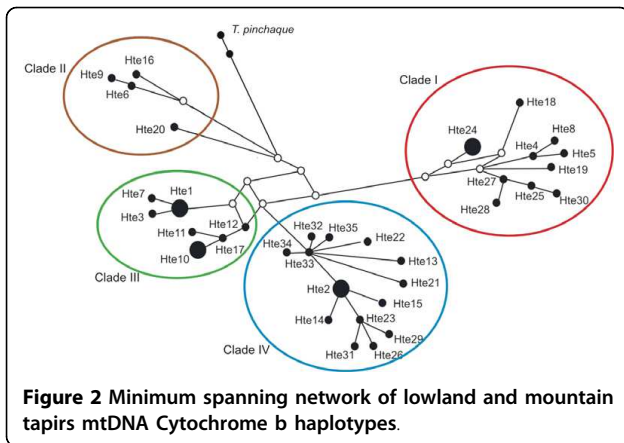 T. pinchaque
Clade II
Hte16
Hte9
Hte6
Hte20
Clade I
Hte18
Hte24
Hte8
Hte4
Hte5
Hte19
Hte27
Hte25
Hte28
Hte30
Hte7
Hte1
Hte3
Hte12
Hte11
Hte17
Hte10
Clade III
Hte32
Hte35
Hte22
Hte34
Hte33
Hte13
Hte21
Hte2
Hte15
Hte14
Hte23
Hte29
Hte31
Hte26
Clade IV
Figure 2 Minimum spanning network of lowland and mountain
tapirs mtDNA Cytochrome b haplotypes.